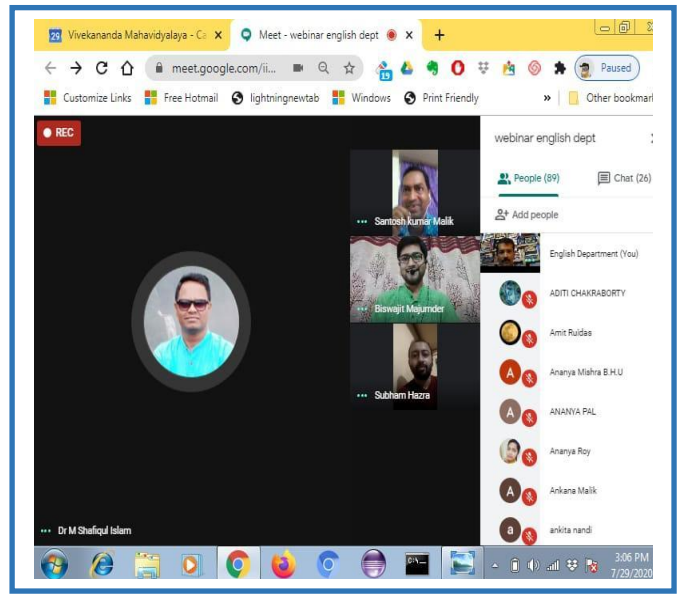 29 Vivekananda Mahavidyalaya - Ca
Meet - webinar english dept
meet.google.com/ii...
19
Paused
Customize Links Free Hotmail lightningnewtab Windows Print Friendly » Other bookmark
REC
webinar english dept
People (89) Chat (26)
Add people
Santosh kumar Malik
English Department (You)
ADITI CHAKRABORTY
Biswajit Majumder
Amit Ruidas
A Ananya Mishra B.H.U
Subham Hazra
A ANANYA PAL
Ananya Roy
A Ankana Malik
Dr M Shafiqul Islam
a ankita nandi
3:06 PM
7/29/2020